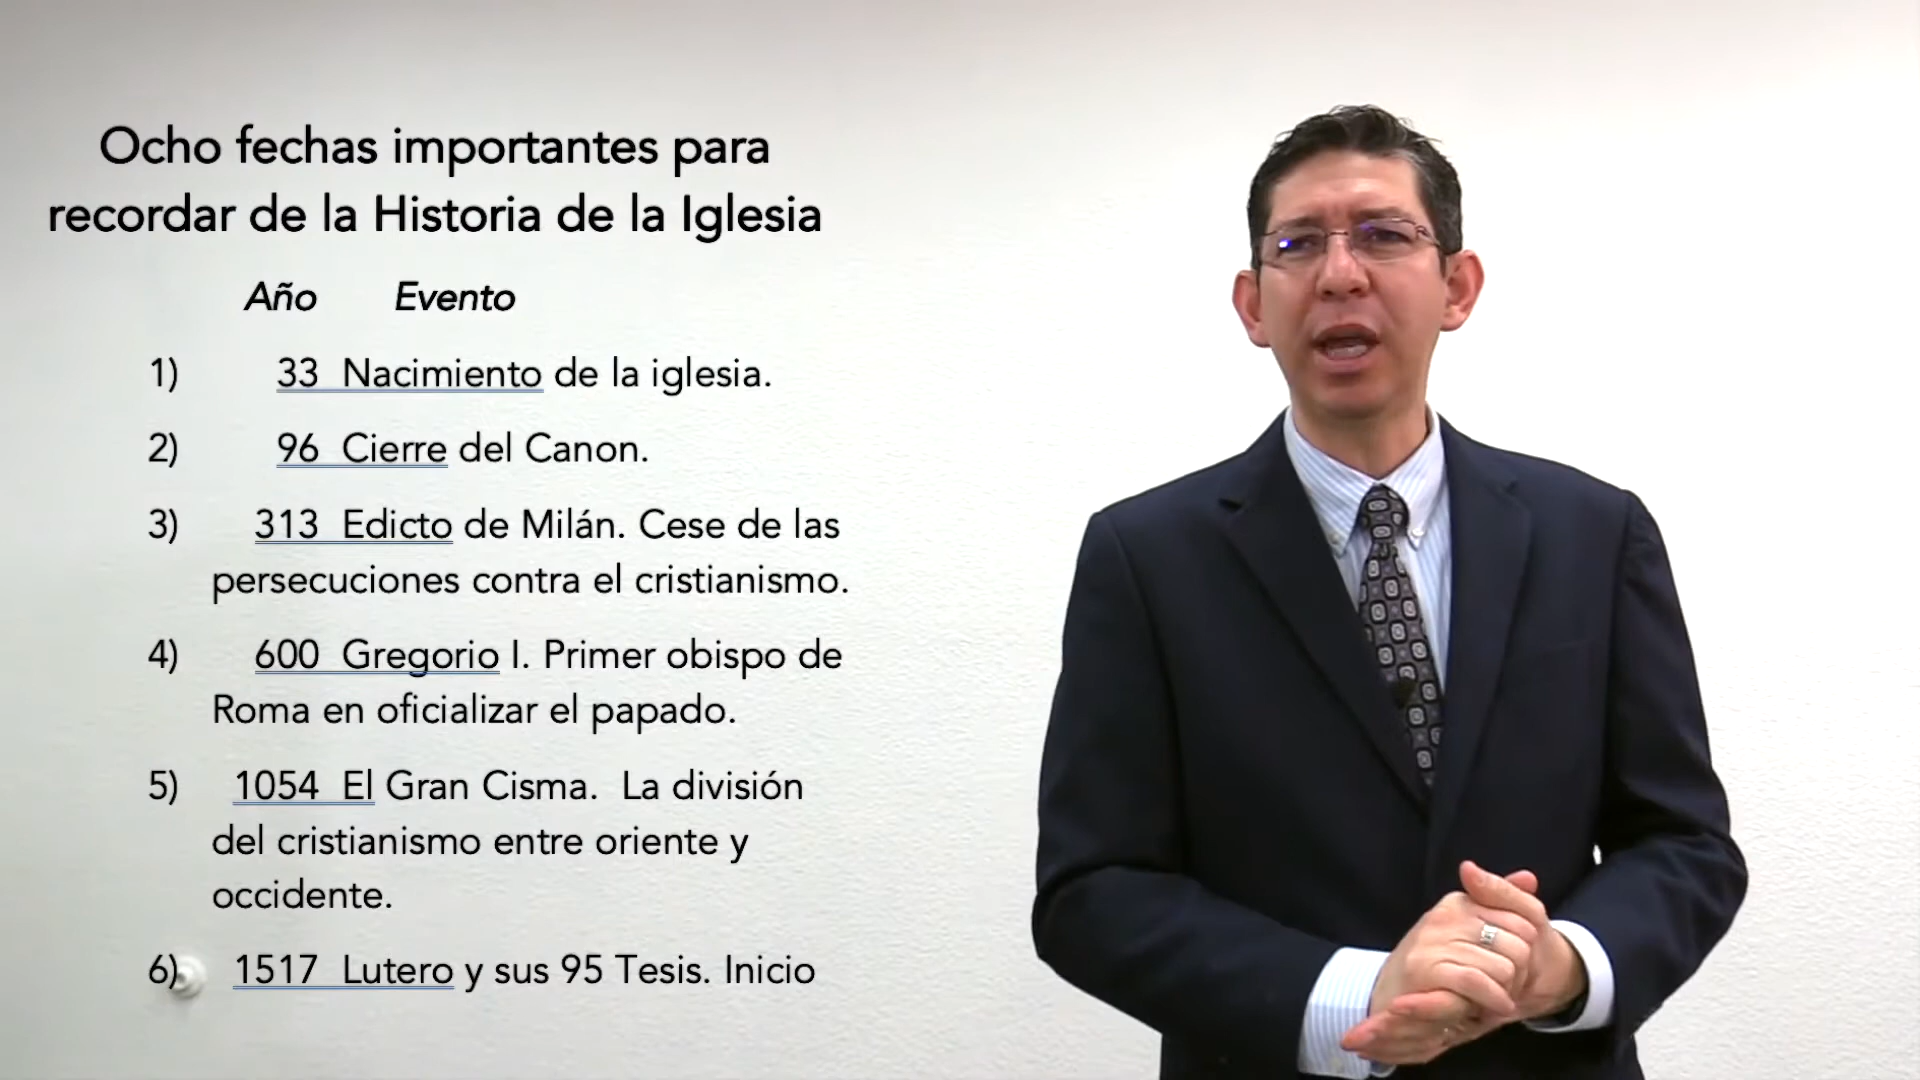 Ocho fechas importantes para
recordar de la Historia de la Iglesia
Año Evento
1) 33 Nacimiento de la iglesia.
2) 96 Cierre del Canon.
3) 313 Edicto de Milán. Cese de las
persecuciones contra el cristianismo.
4) 600 Gregorio I. Primer obispo de
Roma en oficializar el papado.
5) 1054 El Gran Cisma. La división
del cristianismo entre oriente y
occidente.
6) 1517 Lutero y sus 95 Tesis. Inicio